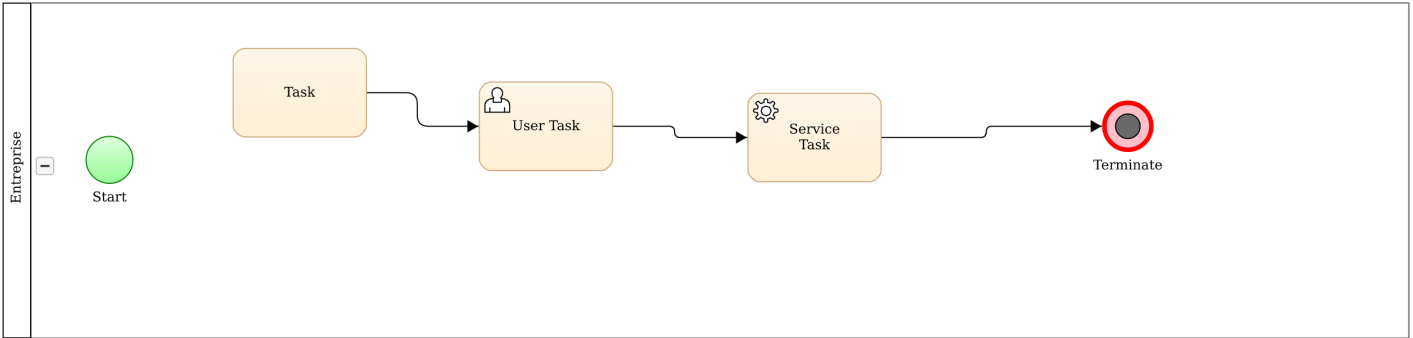 Entreprise
Start
Task
User Task
Service
Task
Terminate